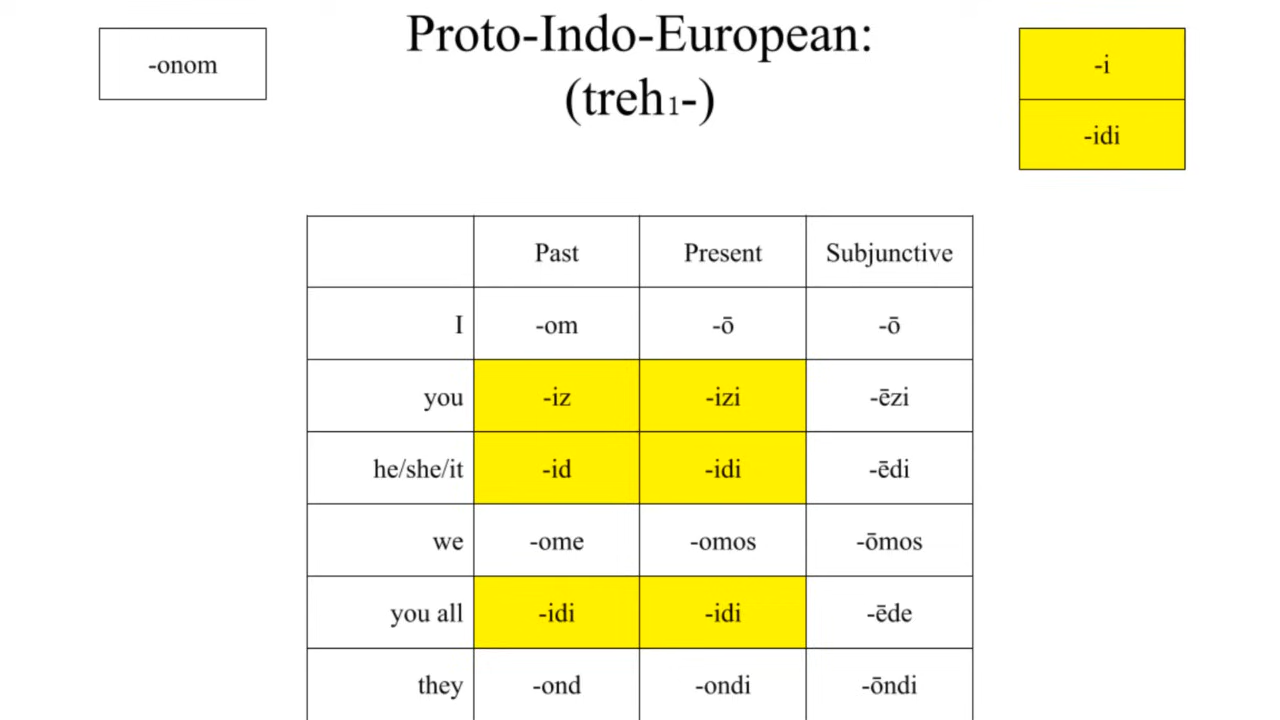 Proto-Indo-European:
(treh₁-)
-onom
-i
-idi
Past Present Subjunctive
I -om -ō -ō
you -iz -izi -ēzi
he/she/it -id -idi -ēdi
we -ome -omos -ōmos
you all -idi -idi -ēde
they -ond -ondi -ōndi